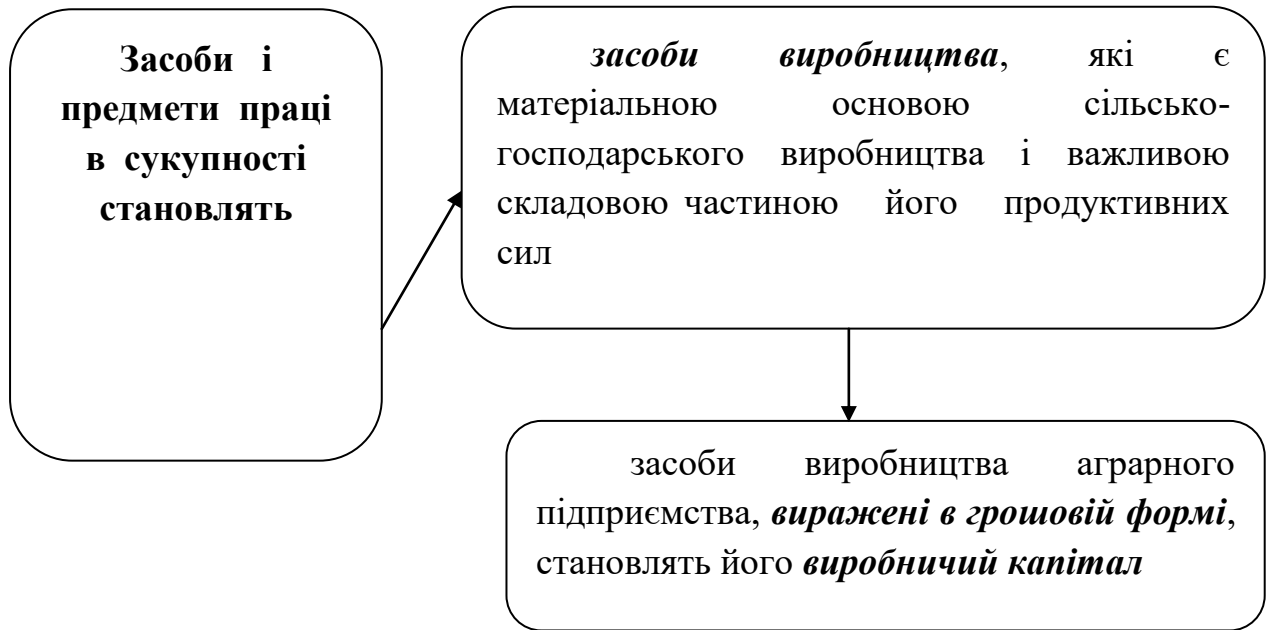 Засоби і
предмети праці
в сукупності
становлять
засоби виробництва, які є
матеріальною основою сільсько-
господарського виробництва і важливою
складовою частиною його продуктивних
сил
засоби виробництва аграрного
підприємства, виражені в грошовій формі,
становлять його виробничий капітал